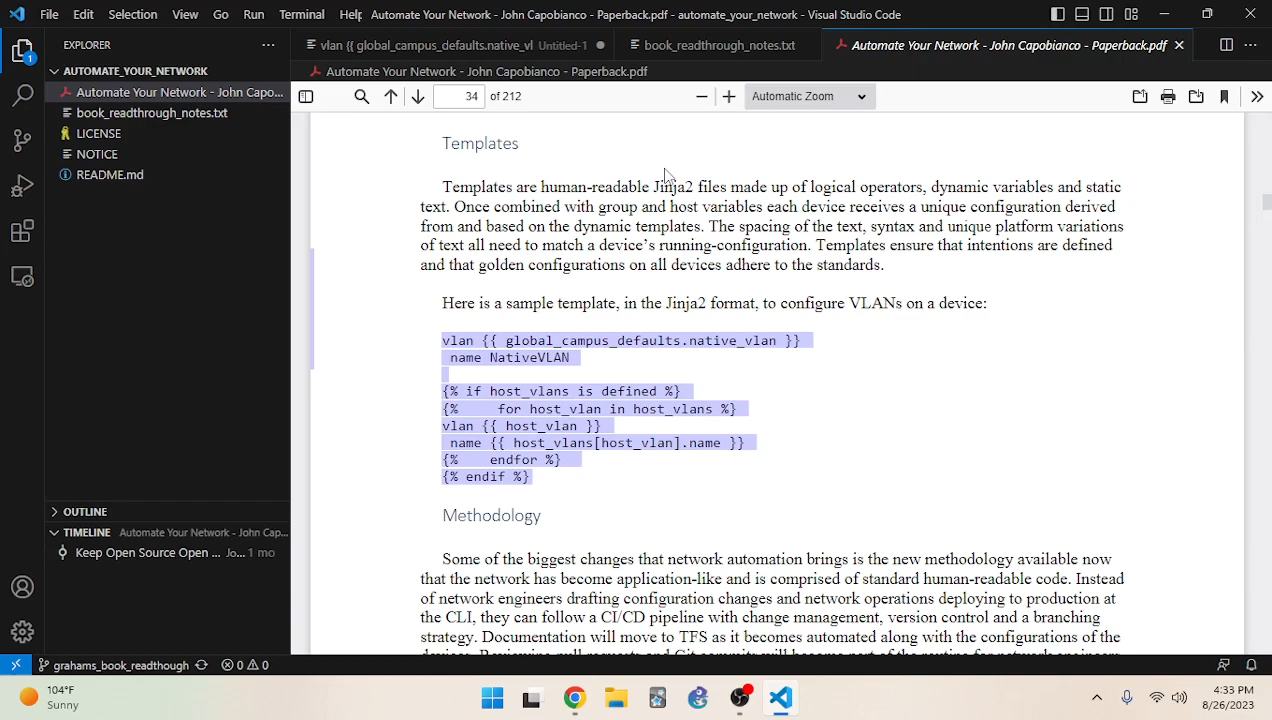 File Edit Selection View Go Run Terminal Help Automate Your Network - John Capobianco - Paperback.pdf - automate_your_network - Visual Studio Code
EXPLORER
vlan {{ global_campus_defaults.native_vl Untitled-1
book_readthrough_notes.txt
Automate Your Network - John Capobianco - Paperback.pdf
AUTOMATE_YOUR_NETWORK
Automate Your Network - John Capobianco - Paperback.pdf
Automate Your Network - John Capo...
book_readthrough_notes.txt
LICENSE
NOTICE
README.md
34 of 212
Automatic Zoom
Templates
Templates are human-readable Jinja2 files made up of logical operators, dynamic variables and static
text. Once combined with group and host variables each device receives a unique configuration derived
from and based on the dynamic templates. The spacing of the text, syntax and unique platform variations
of text all need to match a device's running-configuration. Templates ensure that intentions are defined
and that golden configurations on all devices adhere to the standards.
Here is a sample template, in the Jinja2 format, to configure VLANs on a device:
vlan {{ global_campus_defaults.native_vlan }}
name NativeVLAN
{% if host_vlans is defined %}
{% for host_vlan in host_vlans %}
vlan {{ host_vlan }}
name {{ host_vlans[host_vlan].name }}
{% endfor %}
{% endif %}
Methodology
Some of the biggest changes that network automation brings is the new methodology available now
that the network has become application-like and is comprised of standard human-readable code. Instead
of network engineers drafting configuration changes and network operations deploying to production at
the CLI, they can follow a CI/CD pipeline with change management, version control and a branching
strategy. Documentation will move to TFS as it becomes automated along with the configurations of the
OUTLINE
TIMELINE Automate Your Network - John Cap...
Keep Open Source Open ... Jo... 1 mo
1
grahams_book_readthough
0 0
104°F
Sunny
4:33 PM
8/26/2023